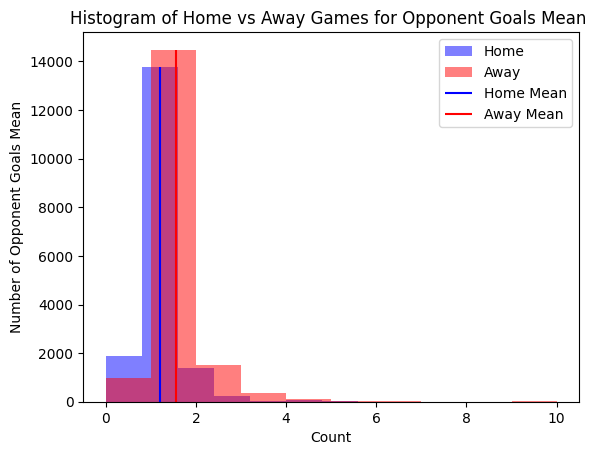 Histogram of Home vs Away Games for Opponent Goals Mean
Home
Away
Home Mean
Away Mean
Number of Opponent Goals Mean
14000
12000
10000
8000
6000
4000
2000
0
0 2 4 6 8 10
Count